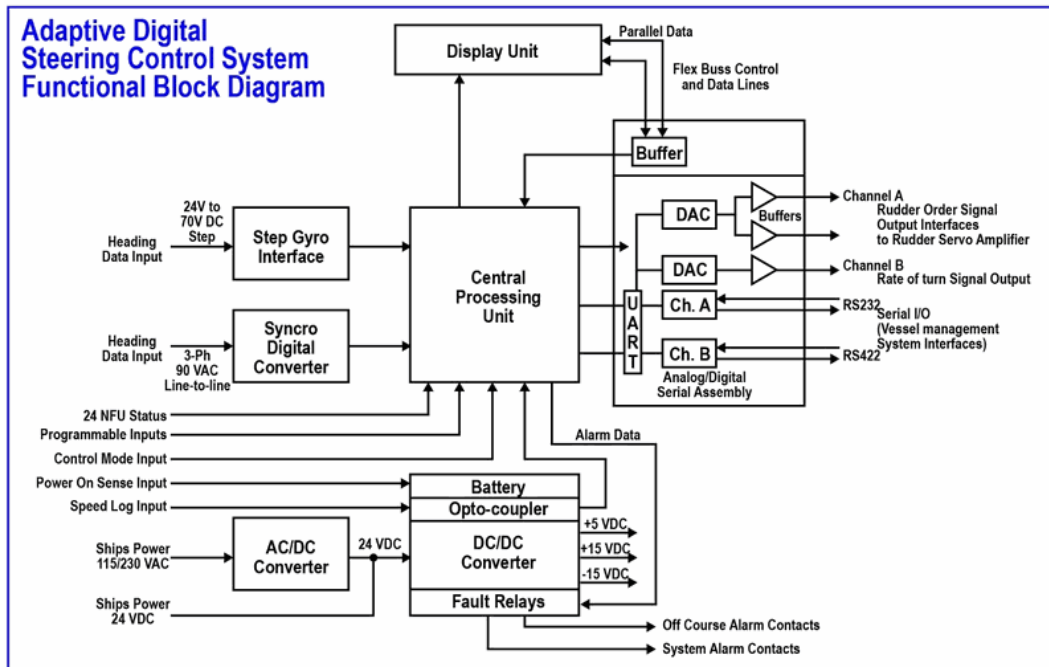 Adaptive Digital
Steering Control System
Functional Block Diagram
Display Unit
Parallel Data
Flex Buss Control
and Data Lines
Buffer
24V to
70V DC
Step
Heading
Data Input
Step Gyro
Interface
Central
Processing
Unit
DAC
Buffers
Channel A
Rudder Order Signal
Output Interfaces
to Rudder Servo Amplifier
DAC
Channel B
Rate of turn Signal Output
UART
Ch. A
RS232
Serial I/O
(Vessel management
System Interfaces)
Ch. B
RS422
Analog/Digital
Serial Assembly
Heading
Data Input
3-Ph
90 VAC
Line-to-line
Syncro
Digital
Converter
24 NFU Status
Programmable Inputs
Control Mode Input
Alarm Data
Power On Sense Input
Battery
Speed Log Input
Opto-coupler
Ships Power
115/230 VAC
AC/DC
Converter
24 VDC
DC/DC
Converter
+5 VDC
+15 VDC
-15 VDC
Ships Power
24 VDC
Fault Relays
Off Course Alarm Contacts
System Alarm Contacts